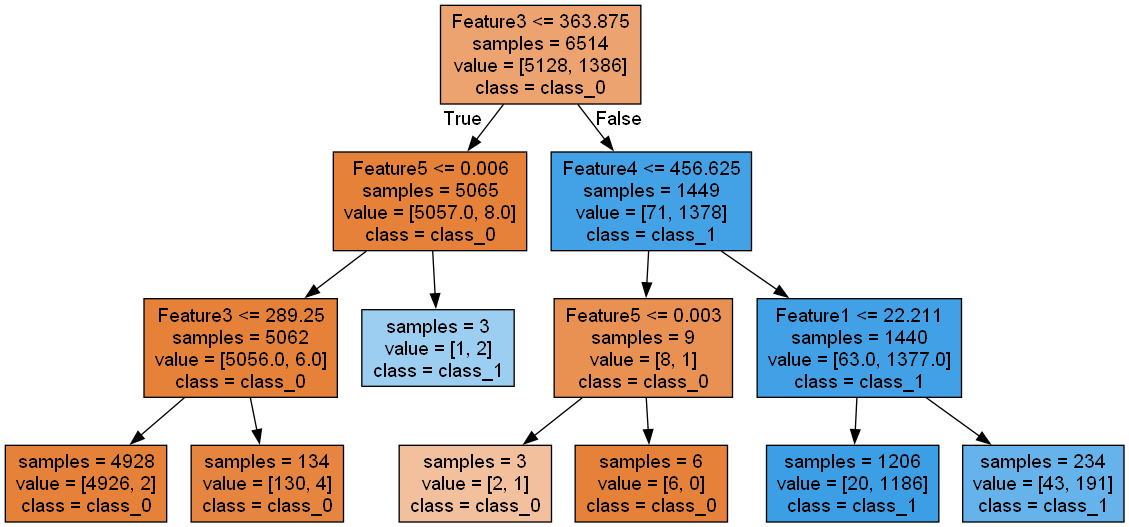 Feature3 <= 363.875
samples = 6514
value = [5128, 1386]
class = class_0
True
False
Feature5 <= 0.006
samples = 5065
value = [5057.0, 8.0]
class = class_0
Feature4 <= 456.625
samples = 1449
value = [71, 1378]
class = class_1
Feature3 <= 289.25
samples = 5062
value = [5056.0, 6.0]
class = class_0
samples = 3
value = [1, 2]
class = class_1
Feature5 <= 0.003
samples = 9
value = [8, 1]
class = class_0
Feature1 <= 22.211
samples = 1440
value = [63.0, 1377.0]
class = class_1
samples = 4928
value = [4926, 2]
class = class_0
samples = 134
value = [130, 4]
class = class_0
samples = 3
value = [2, 1]
class = class_0
samples = 6
value = [6, 0]
class = class_0
samples = 1206
value = [20, 1186]
class = class_1
samples = 234
value = [43, 191]
class = class_1